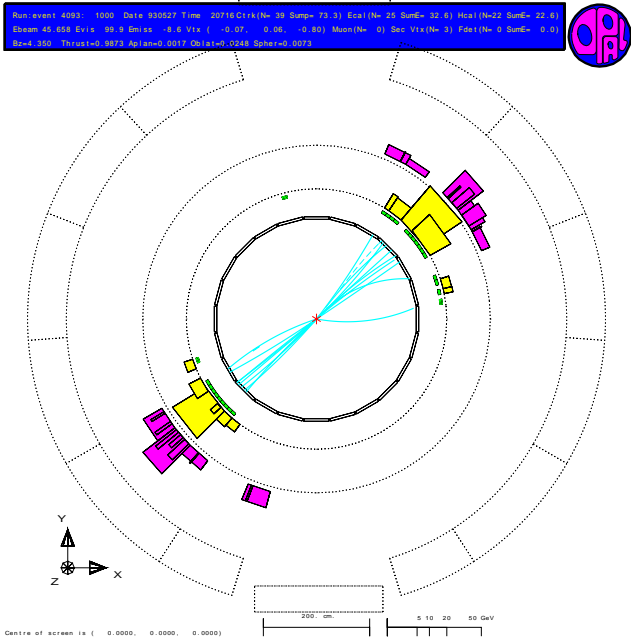 Run:event 4093: 1000 Date 930527 Time 20716 Ctrk(N= 39 Sump= 73.3) Ecal(N= 25 SumE= 32.6) Hcal(N=22 SumE= 22.6)
Ebeam 45.658 Evis 99.9 Emiss -8.6 Vtx ( -0.07, 0.06, -0.80) Muon(N= 0) Sec Vtx(N= 3) Fdet(N= 0 SumE= 0.0)
Bz=4.350 Thrust=0.9873 Aplan=0.0017 Oblat=0.0248 Spher=0.0073
OPAL
Y
Z X
200. cm.
5 10 20 50 GeV
Centre of screen is ( 0.0000, 0.0000, 0.0000)